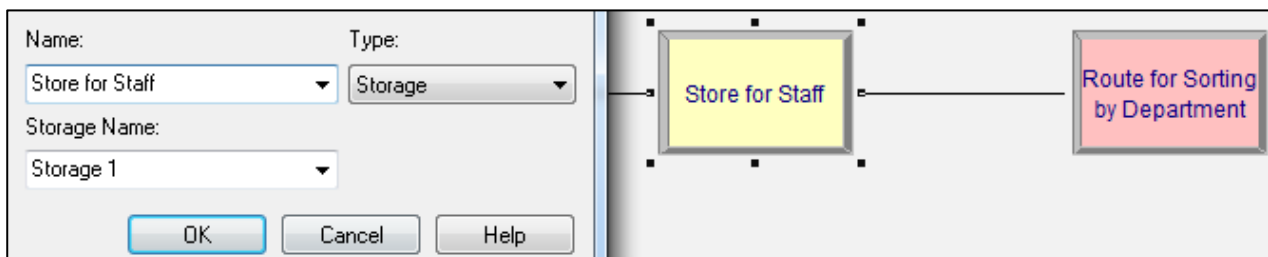 Name: Type:
Store for Staff Storage
Storage Name:
Storage 1
OK Cancel Help
Store for Staff
Route for Sorting
by Department